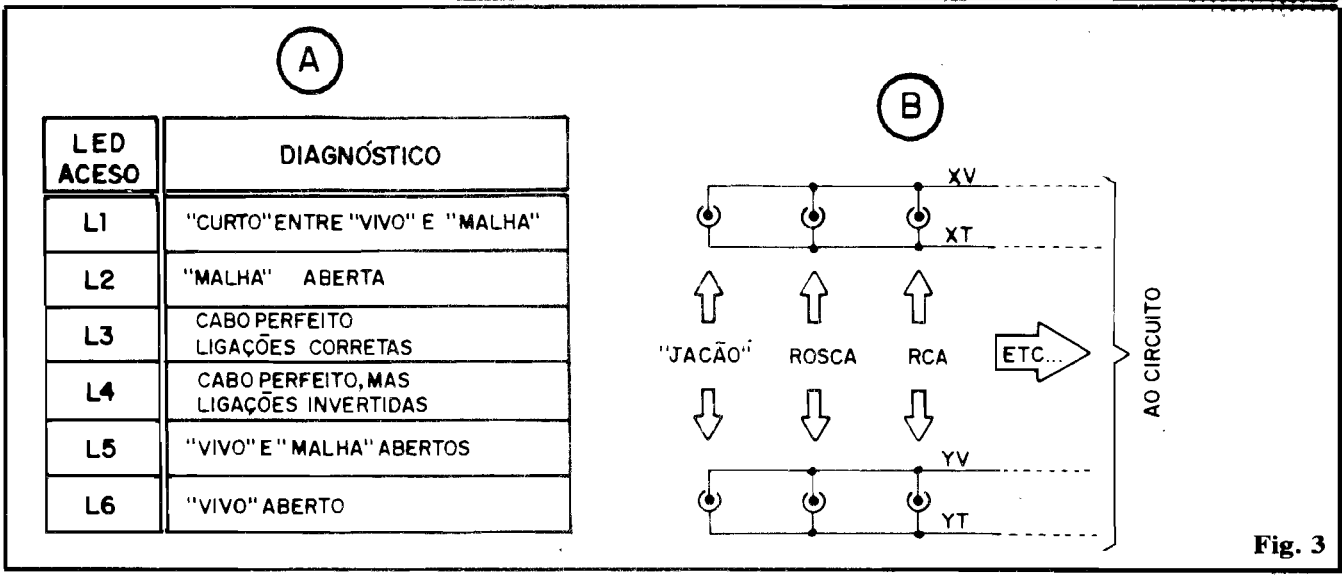 A
LED ACESO
DIAGNÓSTICO
L1
"CURTO" ENTRE "VIVO" E "MALHA"
L2
"MALHA" ABERTA
L3
CABO PERFEITO
LIGAÇÕES CORRETAS
L4
CABO PERFEITO, MAS
LIGAÇÕES INVERTIDAS
L5
"VIVO" E "MALHA" ABERTOS
L6
"VIVO" ABERTO
B
XV
XT
"JACÃO"
ROSCA
RCA
ETC...
AO CIRCUITO
YV
YT
Fig. 3